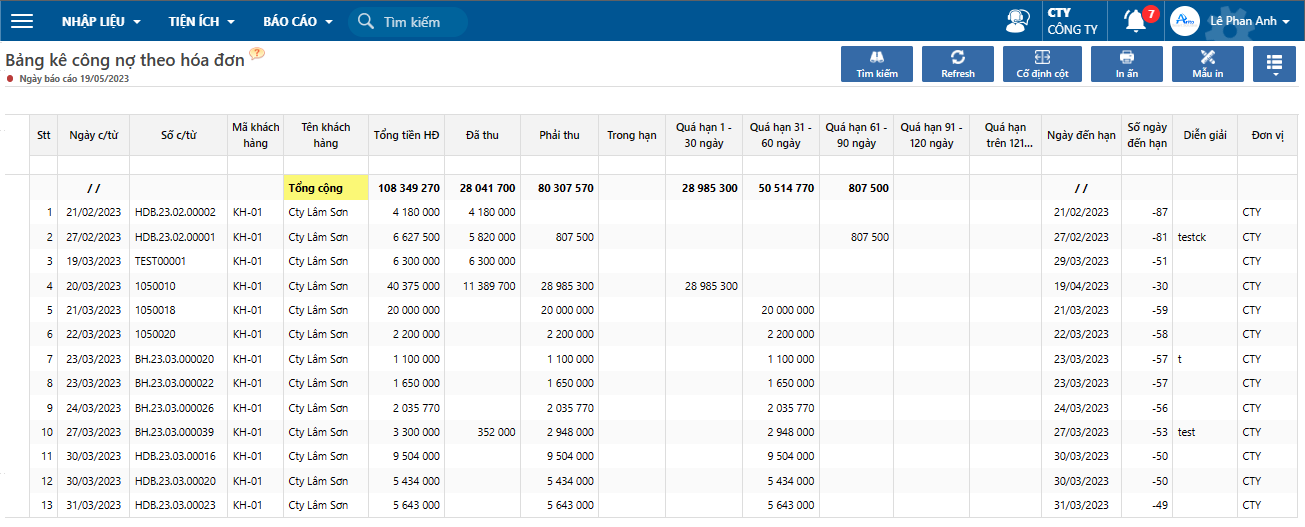 NHẬP LIỆU TIỆN ÍCH BÁO CÁO Tìm kiếm CTY CÔNG TY 7 Lê Phan Anh
Bảng kê công nợ theo hóa đơn ?
Ngày báo cáo 19/05/2023
Tìm kiếm Refresh Cố định cột In ấn Mẫu in
Stt Ngày c/từ Số c/từ Mã khách hàng Tên khách hàng Tổng tiền HĐ Đã thu Phải thu Trong hạn Quá hạn 1 - 30 ngày Quá hạn 31 - 60 ngày Quá hạn 61 - 90 ngày Quá hạn 91 - 120 ngày Quá hạn trên 121... Ngày đến hạn Số ngày đến hạn Diễn giải Đơn vị
/ / Tổng cộng 108 349 270 28 041 700 80 307 570 28 985 300 50 514 770 807 500 / /
1 21/02/2023 HDB.23.02.00002 KH-01 Cty Lâm Sơn 4 180 000 4 180 000 21/02/2023 -87 CTY
2 27/02/2023 HDB.23.02.00001 KH-01 Cty Lâm Sơn 6 627 500 5 820 000 807 500 807 500 27/02/2023 -81 testck CTY
3 19/03/2023 TEST00001 KH-01 Cty Lâm Sơn 6 300 000 6 300 000 29/03/2023 -51 CTY
4 20/03/2023 1050010 KH-01 Cty Lâm Sơn 40 375 000 11 389 700 28 985 300 28 985 300 19/04/2023 -30 CTY
5 21/03/2023 1050018 KH-01 Cty Lâm Sơn 20 000 000 20 000 000 20 000 000 21/03/2023 -59 CTY
6 22/03/2023 1050020 KH-01 Cty Lâm Sơn 2 200 000 2 200 000 2 200 000 22/03/2023 -58 CTY
7 23/03/2023 BH.23.03.000020 KH-01 Cty Lâm Sơn 1 100 000 1 100 000 1 100 000 23/03/2023 -57 t CTY
8 23/03/2023 BH.23.03.000022 KH-01 Cty Lâm Sơn 1 650 000 1 650 000 1 650 000 23/03/2023 -57 CTY
9 24/03/2023 BH.23.03.000026 KH-01 Cty Lâm Sơn 2 035 770 2 035 770 2 035 770 24/03/2023 -56 CTY
10 27/03/2023 BH.23.03.000039 KH-01 Cty Lâm Sơn 3 300 000 352 000 2 948 000 2 948 000 27/03/2023 -53 test CTY
11 30/03/2023 HDB.23.03.00016 KH-01 Cty Lâm Sơn 9 504 000 9 504 000 9 504 000 30/03/2023 -50 CTY
12 30/03/2023 HDB.23.03.00020 KH-01 Cty Lâm Sơn 5 434 000 5 434 000 5 434 000 30/03/2023 -50 CTY
13 31/03/2023 HDB.23.03.00023 KH-01 Cty Lâm Sơn 5 643 000 5 643 000 5 643 000 31/03/2023 -49 CTY